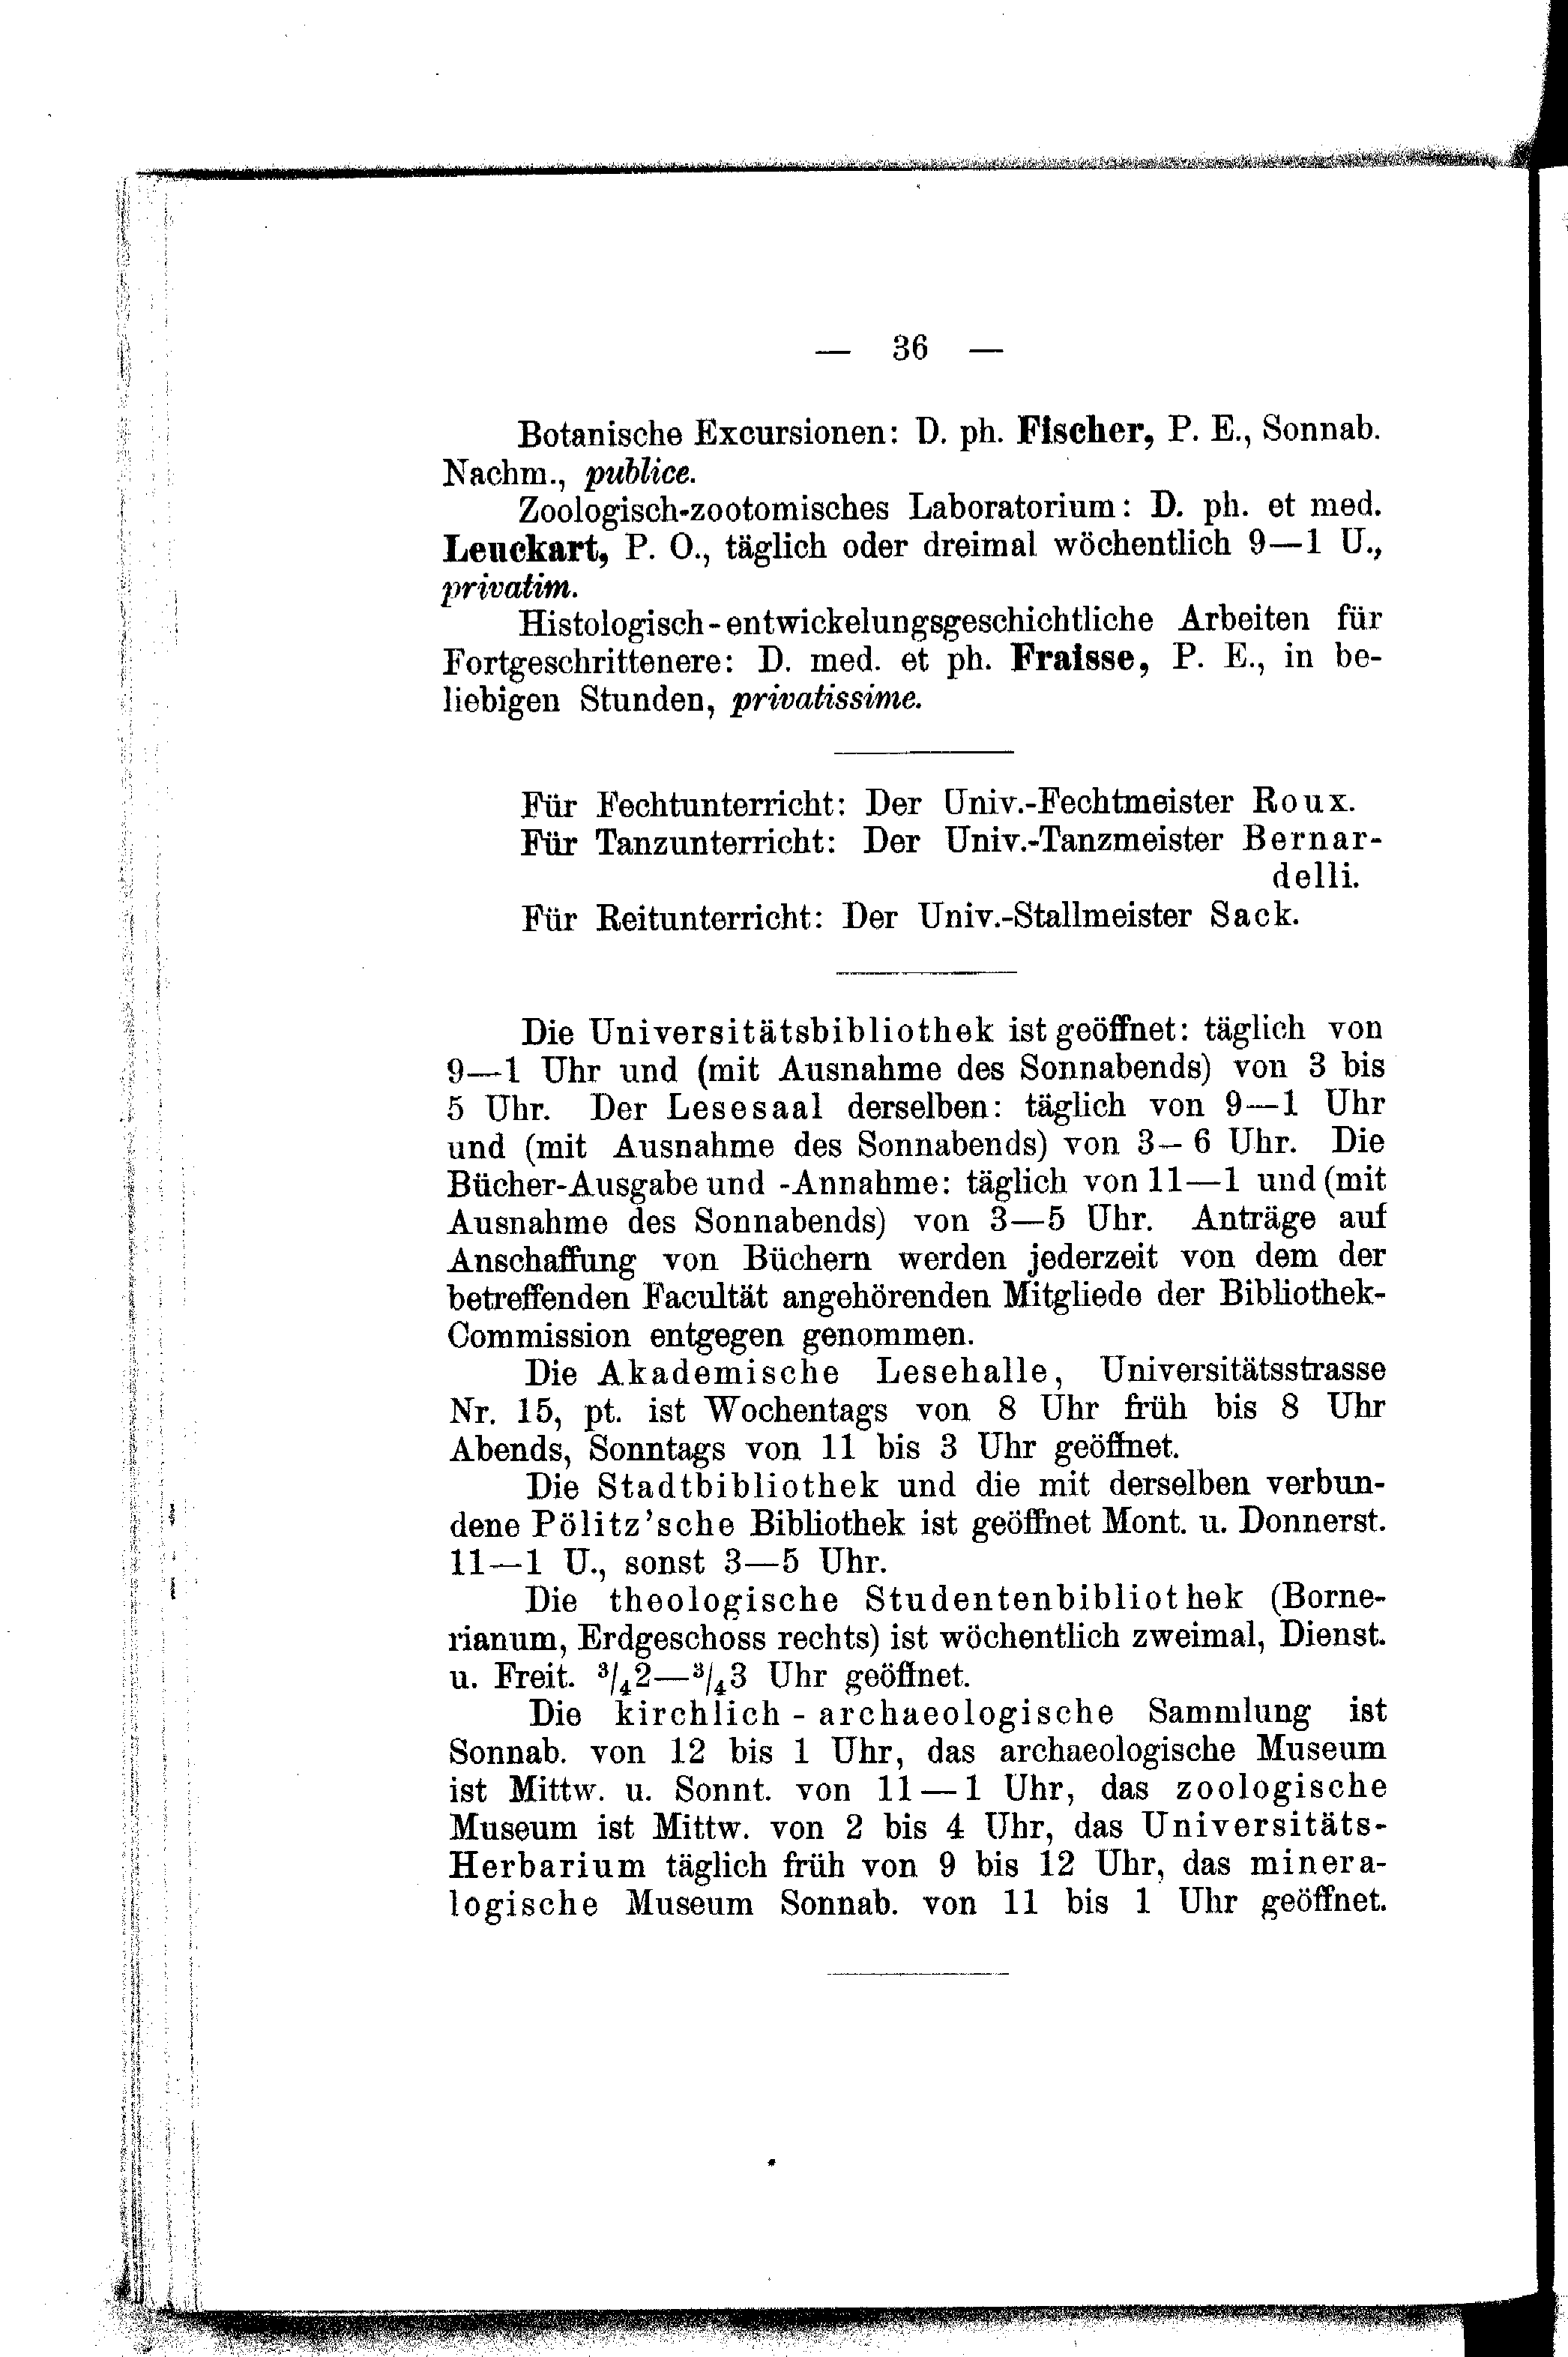 — 36 —
Botanische Excursionen: D. ph. Fischer, P. E., Sonnab.
Nachm., publice.
Zoologisch-zootomisches Laboratorium: D. ph. et med.
Leuckart, P. O., täglich oder dreimal wöchentlich 9—1 U.,
privatim.
Histologisch-entwickelungsgeschichtliche Arbeiten für
Fortgeschrittenere: D. med. et ph. Fraisse, P. E., in be-
liebigen Stunden, privatissime.
Für Fechtunterricht: Der Univ.-Fechtmeister Roux.
Für Tanzunterricht: Der Univ.-Tanzmeister Bernar-
delli.
Für Reitunterricht: Der Univ.-Stallmeister Sack.
Die Universitätsbibliothek ist geöffnet: täglich von
9—1 Uhr und (mit Ausnahme des Sonnabends) von 3 bis
5 Uhr. Der Lesesaal derselben: täglich von 9—1 Uhr
und (mit Ausnahme des Sonnabends) von 3—6 Uhr. Die
Bücher-Ausgabe und -Annahme: täglich von 11—1 und (mit
Ausnahme des Sonnabends) von 3—5 Uhr. Anträge auf
Anschaffung von Büchern werden jederzeit von dem der
betreffenden Facultät angehörenden Mitgliede der Bibliothek-
Commission entgegen genommen.
Die Akademische Lesehalle, Universitätsstrasse
Nr. 15, pt. ist Wochentags von 8 Uhr früh bis 8 Uhr
Abends, Sonntags von 11 bis 3 Uhr geöffnet.
Die Stadtbibliothek und die mit derselben verbun-
dene Pölitz'sche Bibliothek ist geöffnet Mont. u. Donnerst.
11—1 U., sonst 3—5 Uhr.
Die theologische Studentenbibliothek (Borne-
rianum, Erdgeschoss rechts) ist wöchentlich zweimal, Dienst.
u. Freit. ³/₄2—³/₄3 Uhr geöffnet.
Die kirchlich-archaeologische Sammlung ist
Sonnab. von 12 bis 1 Uhr, das archaeologische Museum
ist Mittw. u. Sonnt. von 11—1 Uhr, das zoologische
Museum ist Mittw. von 2 bis 4 Uhr, das Universitäts-
Herbarium täglich früh von 9 bis 12 Uhr, das minera-
logische Museum Sonnab. von 11 bis 1 Uhr geöffnet.